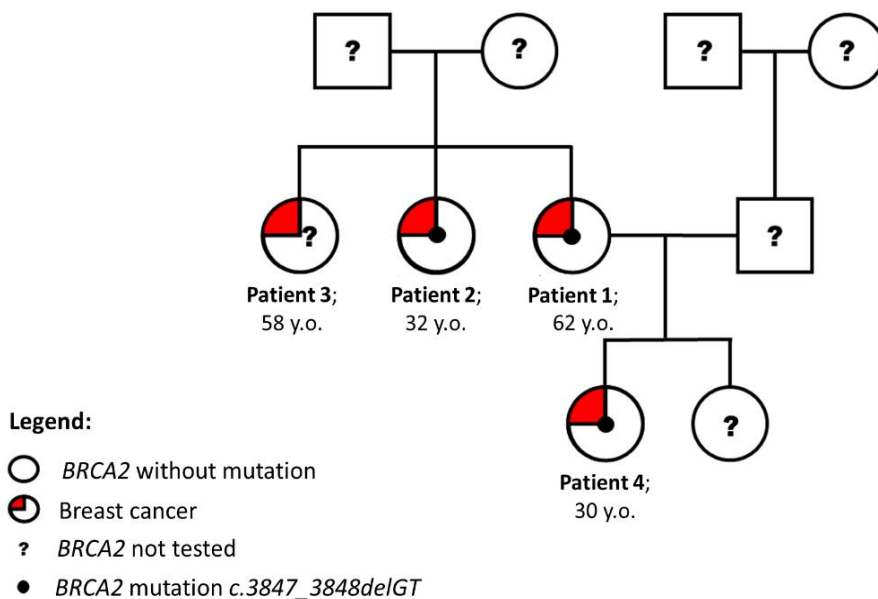 ? ? ? ?
? ?
Patient 3; Patient 2; Patient 1;
58 y.o. 32 y.o. 62 y.o.
?
Patient 4;
30 y.o.
Legend:
BRCA2 without mutation
Breast cancer
? BRCA2 not tested
BRCA2 mutation c.3847_3848delGT